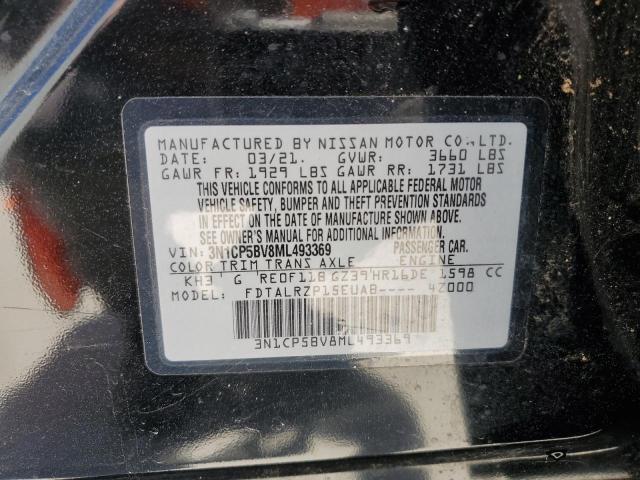 MANUFACTURED BY NISSAN MOTOR CO., LTD.
DATE: 03/21. GVWR: 3660 LBS
GAWR FR: 1929 LBS GAWR RR: 1731 LBS
THIS VEHICLE CONFORMS TO ALL APPLICABLE FEDERAL MOTOR
VEHICLE SAFETY, BUMPER AND THEFT PREVENTION STANDARDS
IN EFFECT ON THE DATE OF MANUFACTURE SHOWN ABOVE.
SEE OWNER'S MANUAL FOR ADDITIONAL INFORMATION.
VIN: 3N1CP5BV8ML493369 PASSENGER CAR.
COLOR TRIM TRANS AXLE ENGINE
KH3 G RE0F11B GZ39 HR16DE 1598 CC
MODEL: FDTALRZP15EUAB---- 4Z000
3N1CP5BV8ML493369